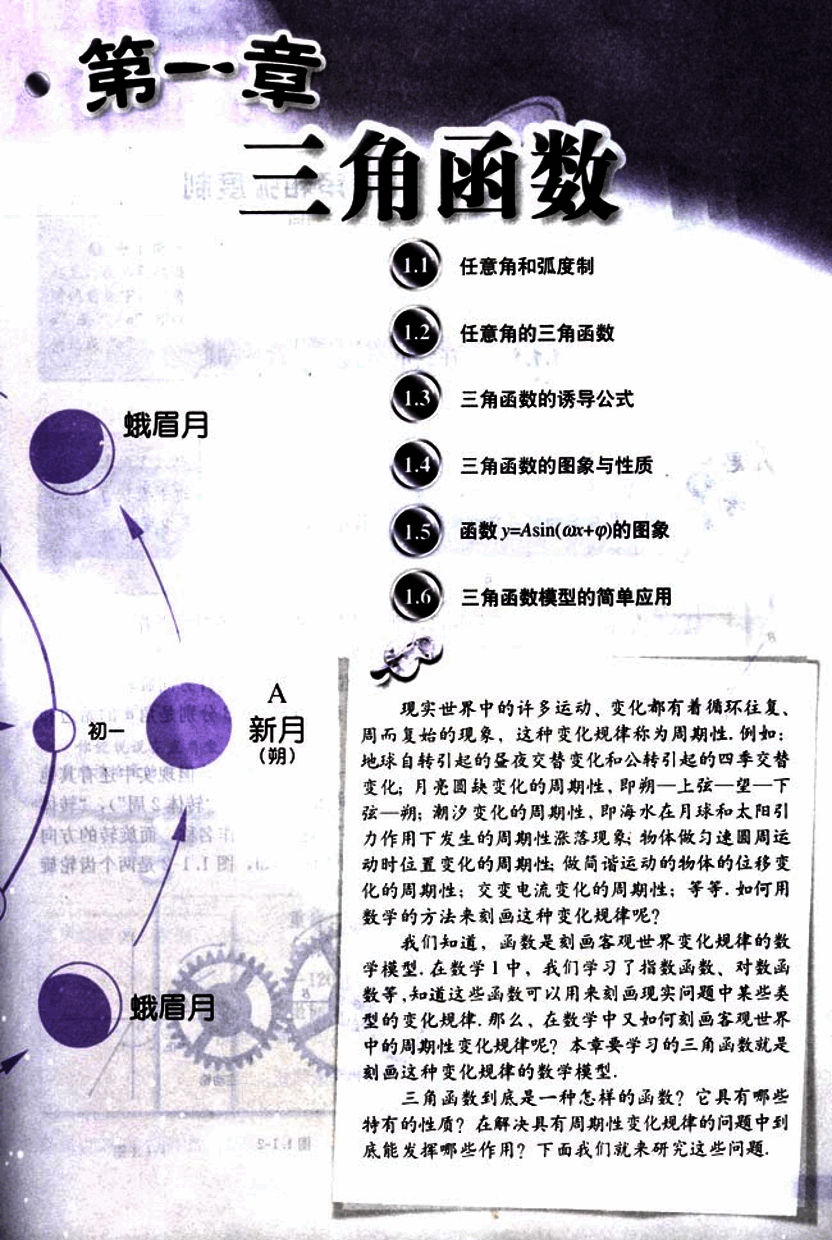 第一章
三角函数
1.1 任意角和弧度制
1.2 任意角的三角函数
1.3 三角函数的诱导公式
1.4 三角函数的图象与性质
1.5 函数 y=Asin(ωx+φ)的图象
1.6 三角函数模型的简单应用
蛾眉月
初一
A
新月
(朔)
蛾眉月
现实世界中的许多运动、变化都有着循环往复、
周而复始的现象，这种变化规律称为周期性.例如：
地球自转引起的昼夜交替变化和公转引起的四季交替
变化；月亮圆缺变化的周期性，即朔—上弦—望—下
弦—朔；潮汐变化的周期性，即海水在月球和太阳引
力作用下发生的周期性涨落现象；物体做匀速圆周运
动时位置变化的周期性；做简谐运动的物体的位移变
化的周期性；交变电流变化的周期性；等等.如何用
数学的方法来刻画这种变化规律呢？
我们知道，函数是刻画客观世界变化规律的数
学模型.在数学1中，我们学习了指数函数、对数函
数等,知道这些函数可以用来刻画现实问题中某些类
型的变化规律.那么，在数学中又如何刻画客观世界
中的周期性变化规律呢？本章要学习的三角函数就是
刻画这种变化规律的数学模型.
三角函数到底是一种怎样的函数？它具有哪些
特有的性质？在解决具有周期性变化规律的问题中到
底能发挥哪些作用？下面我们就来研究这些问题.